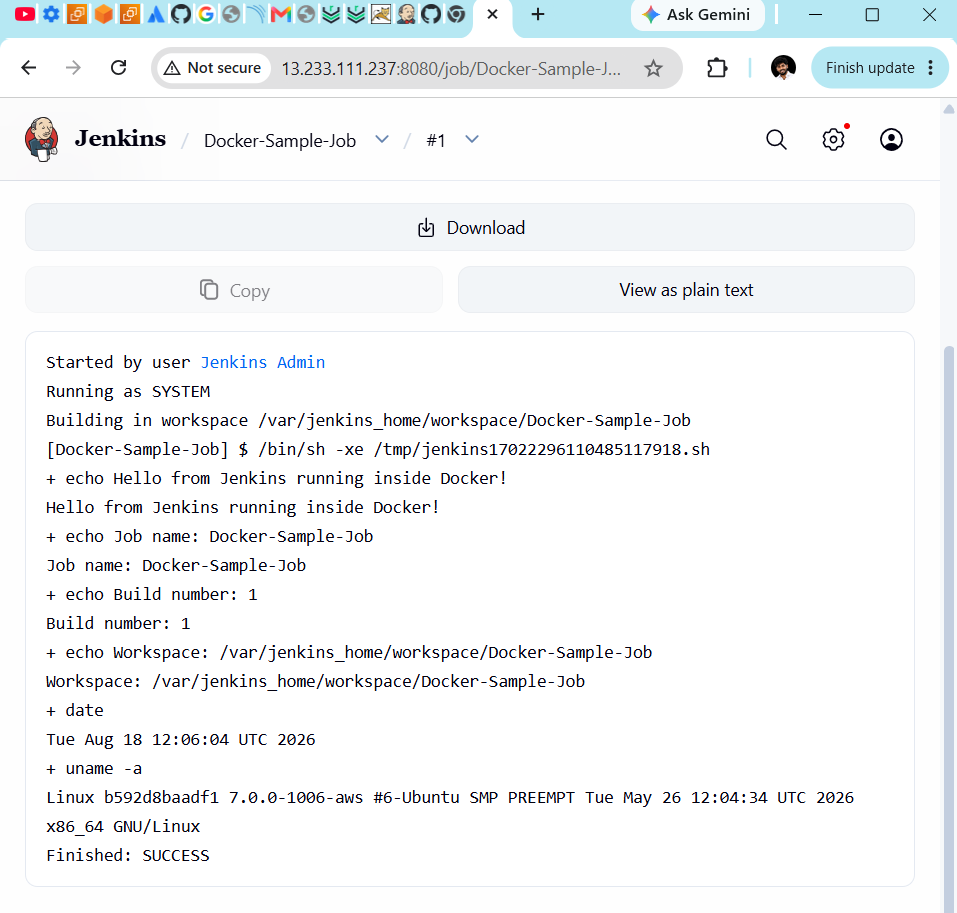 Ask Gemini
Not secure
13.233.111.237:8080/job/Docker-Sample-J...
Finish update
Jenkins / Docker-Sample-Job / #1
Download
Copy
View as plain text
Started by user Jenkins Admin
Running as SYSTEM
Building in workspace /var/jenkins_home/workspace/Docker-Sample-Job
[Docker-Sample-Job] $ /bin/sh -xe /tmp/jenkins17022296110485117918.sh
+ echo Hello from Jenkins running inside Docker!
Hello from Jenkins running inside Docker!
+ echo Job name: Docker-Sample-Job
Job name: Docker-Sample-Job
+ echo Build number: 1
Build number: 1
+ echo Workspace: /var/jenkins_home/workspace/Docker-Sample-Job
Workspace: /var/jenkins_home/workspace/Docker-Sample-Job
+ date
Tue Aug 18 12:06:04 UTC 2026
+ uname -a
Linux b592d8baadf1 7.0.0-1006-aws #6-Ubuntu SMP PREEMPT Tue May 26 12:04:34 UTC 2026
x86_64 GNU/Linux
Finished: SUCCESS